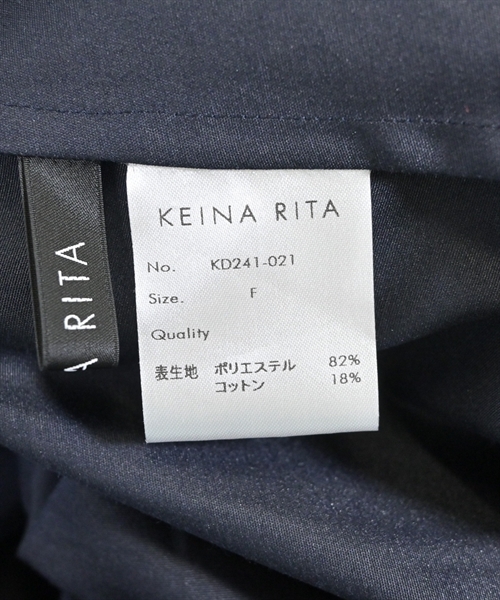 KEINA RITA
No. KD241-021
Size. F
Quality
表生地 ポリエステル 82%
コットン 18%
A RITA